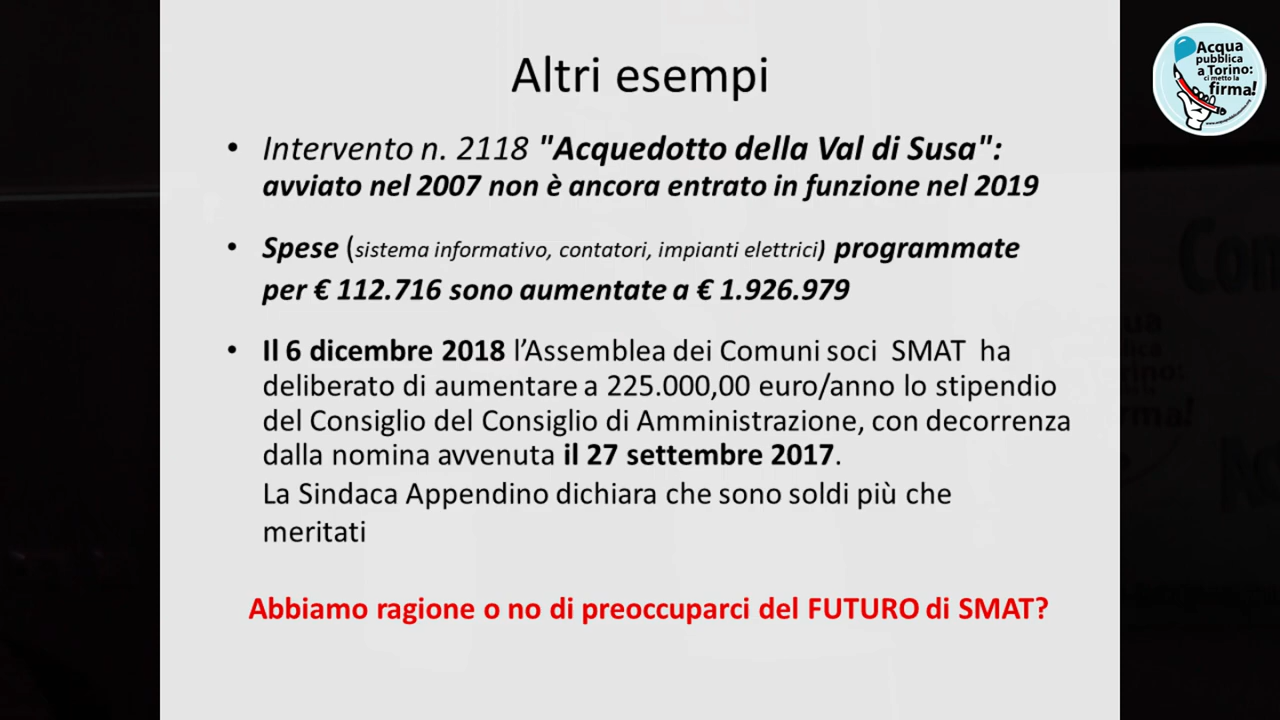 Altri esempi
• Intervento n. 2118 "Acquedotto della Val di Susa":
avviato nel 2007 non è ancora entrato in funzione nel 2019
• Spese (sistema informativo, contatori, impianti elettrici) programmate
per € 112.716 sono aumentate a € 1.926.979
• Il 6 dicembre 2018 l’Assemblea dei Comuni soci SMAT ha
deliberato di aumentare a 225.000,00 euro/anno lo stipendio
del Consiglio del Consiglio di Amministrazione, con decorrenza
dalla nomina avvenuta il 27 settembre 2017.
La Sindaca Appendino dichiara che sono soldi più che
meritati
Abbiamo ragione o no di preoccuparci del FUTURO di SMAT?
Acqua
pubblica
a Torino:
ci metto la
firma!